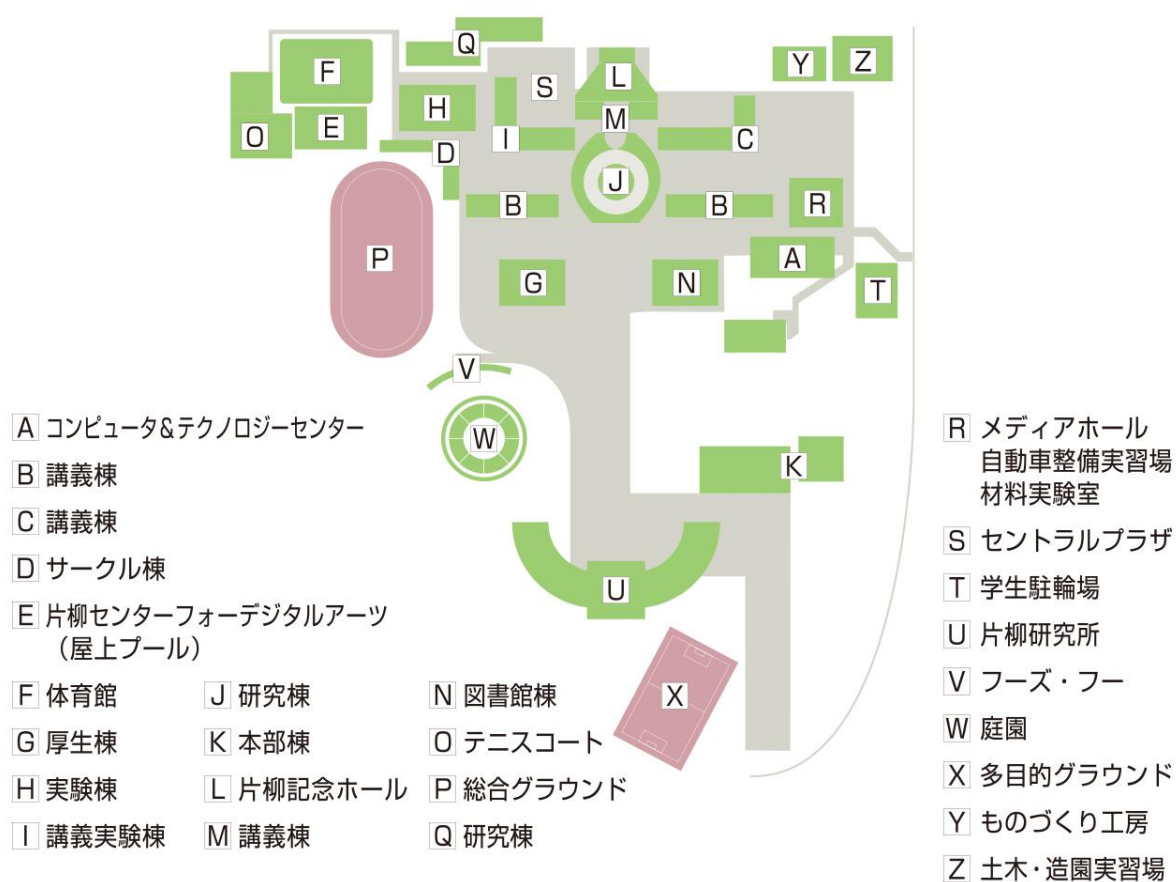 Q
F
Y
Z
L
S
H
M
O
E
I
C
D
J
B
B
R
P
A
G
N
T
V
W
K
U
X
A コンピュータ&テクノロジーセンター
B 講義棟
C 講義棟
D サークル棟
E 片柳センターフォーデジタルアーツ
（屋上プール）
F 体育館
G 厚生棟
H 実験棟
I 講義実験棟
J 研究棟
K 本部棟
L 片柳記念ホール
M 講義棟
N 図書館棟
O テニスコート
P 総合グラウンド
Q 研究棟
R メディアホール
自動車整備実習場
材料実験室
S セントラルプラザ
T 学生駐輪場
U 片柳研究所
V フーズ・フー
W 庭園
X 多目的グラウンド
Y ものづくり工房
Z 土木・造園実習場